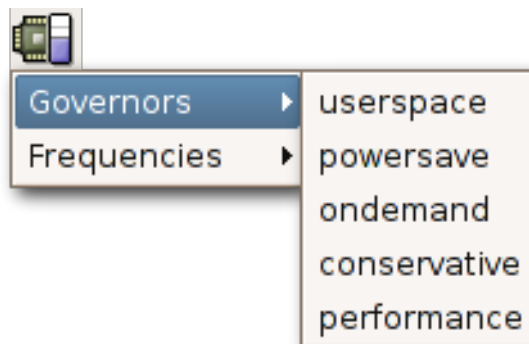 Governors
Frequencies
userspace
powersave
ondemand
conservative
performance